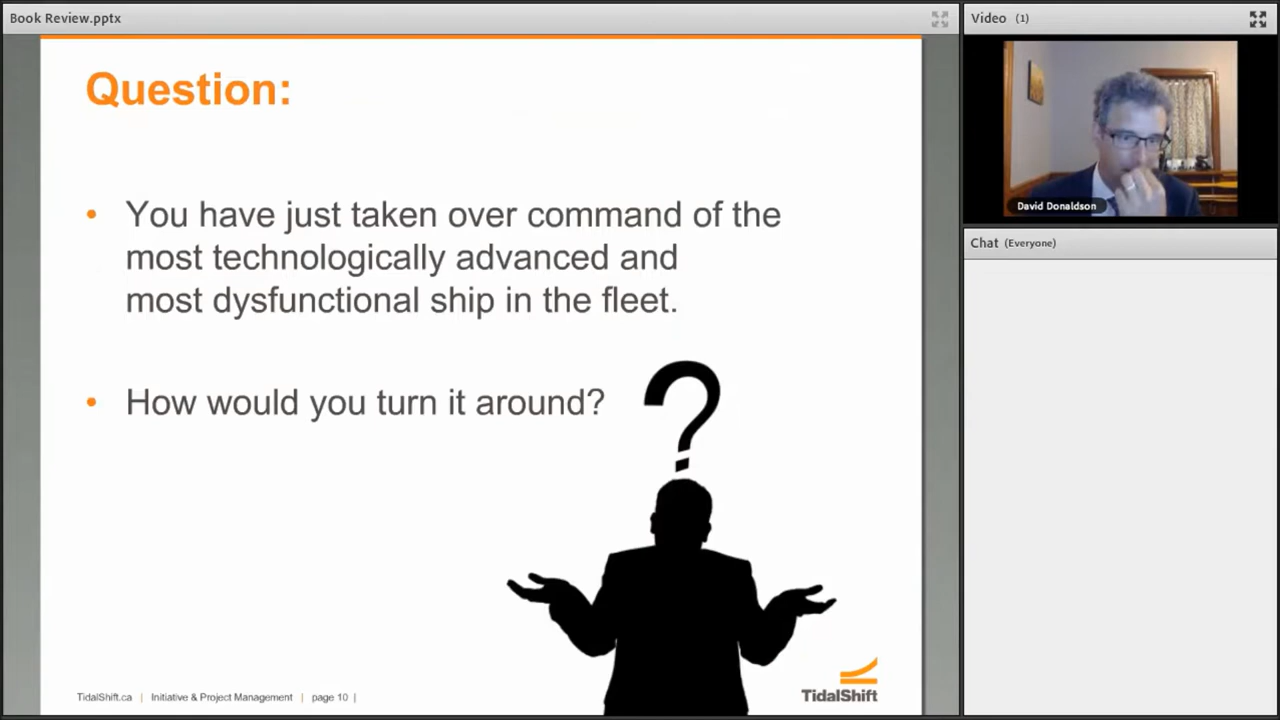 Book Review.pptx
Question:
• You have just taken over command of the
most technologically advanced and
most dysfunctional ship in the fleet.
• How would you turn it around?
?
TidalShift
TidalShift.ca | Initiative & Project Management | page 10 |
Video (1)
David Donaldson
Chat (Everyone)